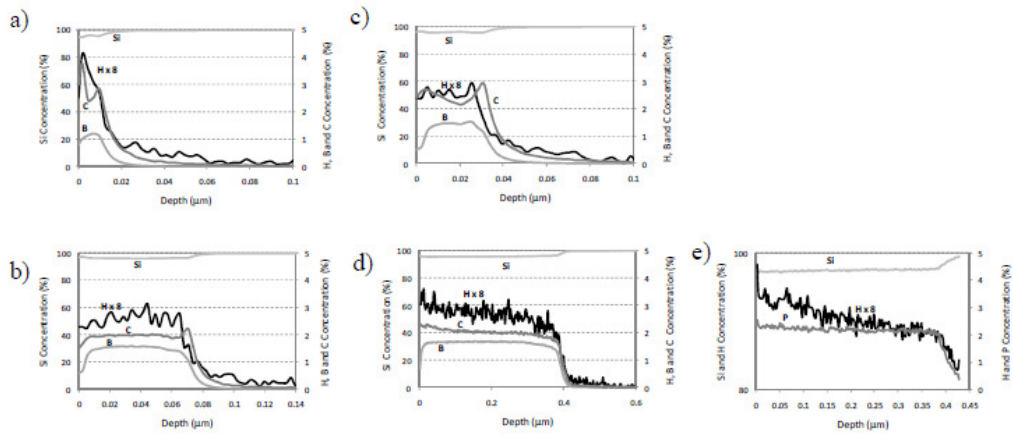 a)
100
80
60
40
20
0
Si Concentration (%)
Si
H x 8
C
B
5
4
3
2
1
0
H, B and C Concentration (%)
0 0.02 0.04 0.06 0.08 0.1
Depth (µm)
c)
100
80
60
40
20
0
Si Concentration (%)
Si
H x 8
C
B
5
4
3
2
1
0
H, B and C Concentration (%)
0 0.02 0.04 0.06 0.08 0.1
Depth (µm)
b)
100
80
60
40
20
0
Si Concentration (%)
Si
H x 8
C
B
5
4
3
2
1
0
H, B and C Concentration (%)
0 0.02 0.04 0.06 0.08 0.1 0.12 0.14
Depth (µm)
d)
100
80
60
40
20
0
Si Concentration (%)
Si
H x 8
C
B
5
4
3
2
1
0
H, B and C Concentration (%)
0 0.2 0.4 0.6
Depth (µm)
e)
100
80
Si and H Concentration (%)
Si
P
H x 8
5
4
3
2
1
0
H and P Concentration (%)
0 0.05 0.1 0.15 0.2 0.25 0.3 0.35 0.4 0.45
Depth (µm)